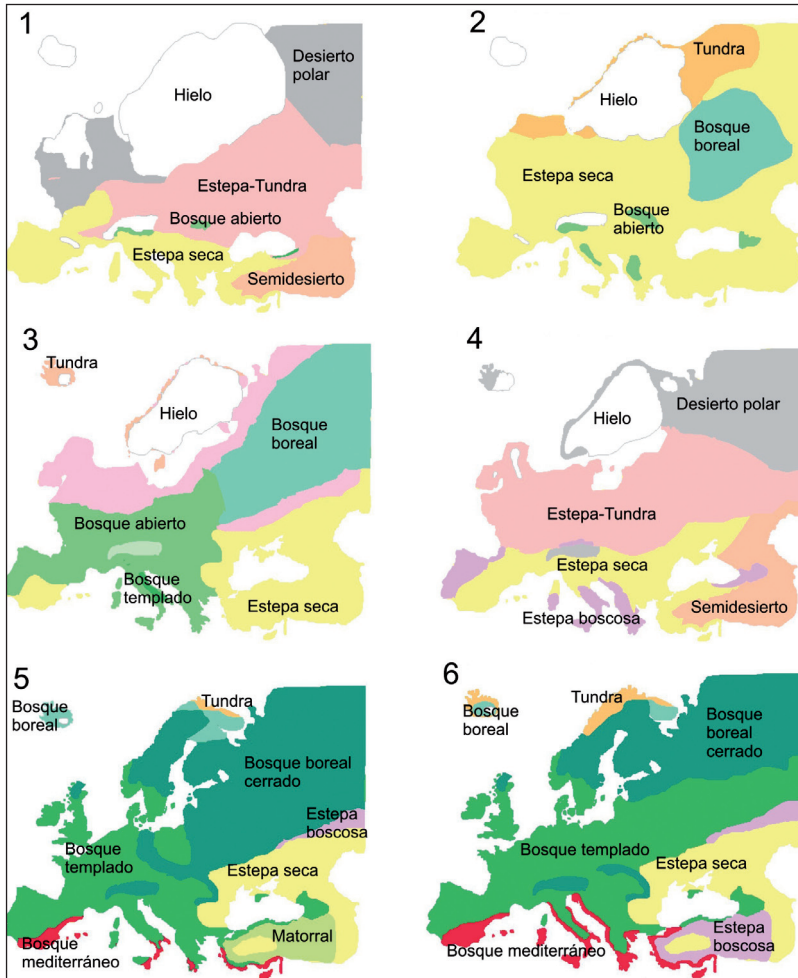 1
Hielo
Desierto
polar
Estepa-Tundra
Bosque abierto
Estepa seca
Semidesierto
2
Tundra
Hielo
Bosque
boreal
Estepa seca
Bosque
abierto
3
Tundra
Hielo
Bosque
boreal
Bosque abierto
Bosque
templado
Estepa seca
4
Hielo
Desierto polar
Estepa-Tundra
Estepa seca
Estepa boscosa
Semidesierto
5
Bosque
boreal
Tundra
Bosque boreal
cerrado
Estepa
boscosa
Bosque
templado
Estepa seca
Matorral
Bosque
mediterráneo
6
Tundra
Bosque
boreal
Bosque
boreal
cerrado
Bosque templado
Estepa seca
Estepa
boscosa
Bosque mediterráneo